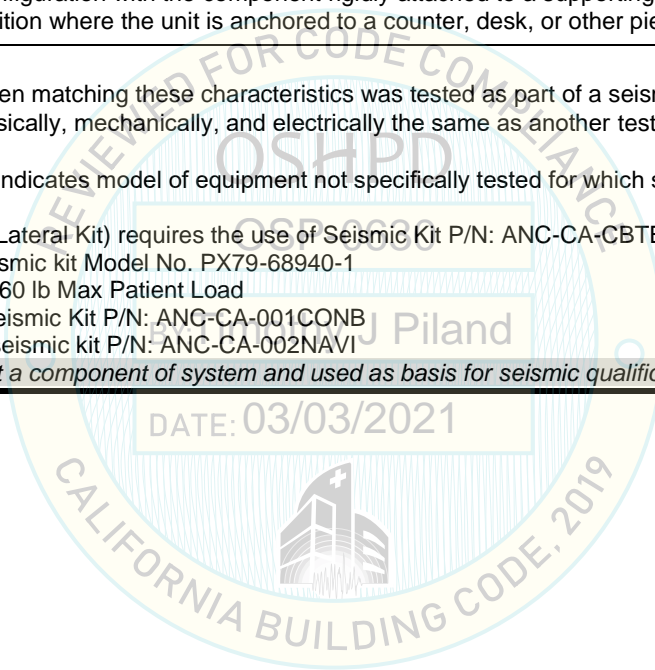 nfiguration with the component rigidly attached to a supporting
ition where the unit is anchored to a counter, desk, or other pie
en matching these characteristics was tested as part of a seism
sically, mechanically, and electrically the same as another test
indicates model of equipment not specifically tested for which s
Lateral Kit) requires the use of Seismic Kit P/N: ANC-CA-CBTE
smic kit Model No. PX79-68940-1
60 lb Max Patient Load
eismic Kit P/N: ANC-CA-001CONB
seismic kit P/N: ANC-CA-002NAVI
t a component of system and used as basis for seismic qualific
REVIEWED FOR CODE COMPLIANCE
OSHPD
BY: Timothy J Piland
DATE: 03/03/2021
CALIFORNIA BUILDING CODE, 2019